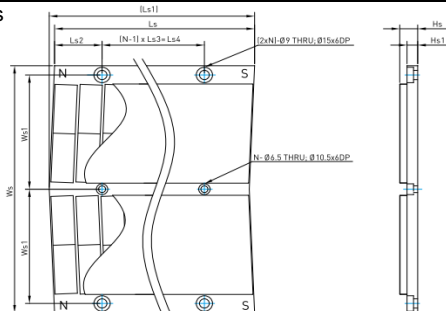 s
(Ls1)
Ls
Ls2
(N-1) x Ls3= Ls4
(2xN)-Ø9 THRU; Ø15x6DP
Hs
Hs1
N
S
Ws1
Ws
N- Ø6.5 THRU; Ø10.5x6DP
Ws1
N
S